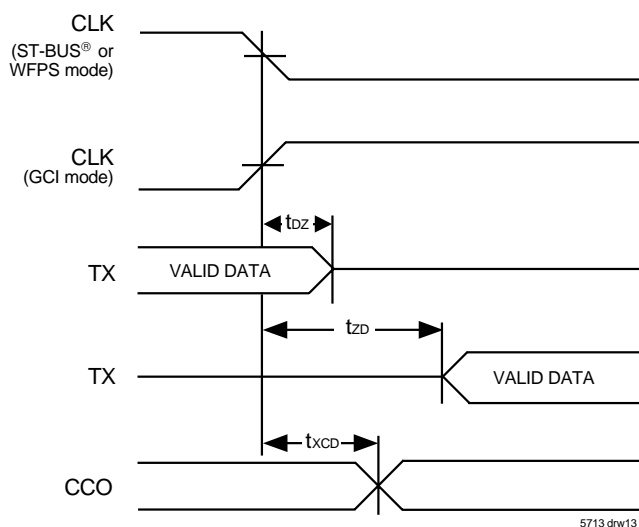 CLK
(ST-BUS® or
WFPS mode)
CLK
(GCI mode)
tDZ
TX
VALID DATA
tZD
TX
VALID DATA
tXCD
CCO
5713 drw13